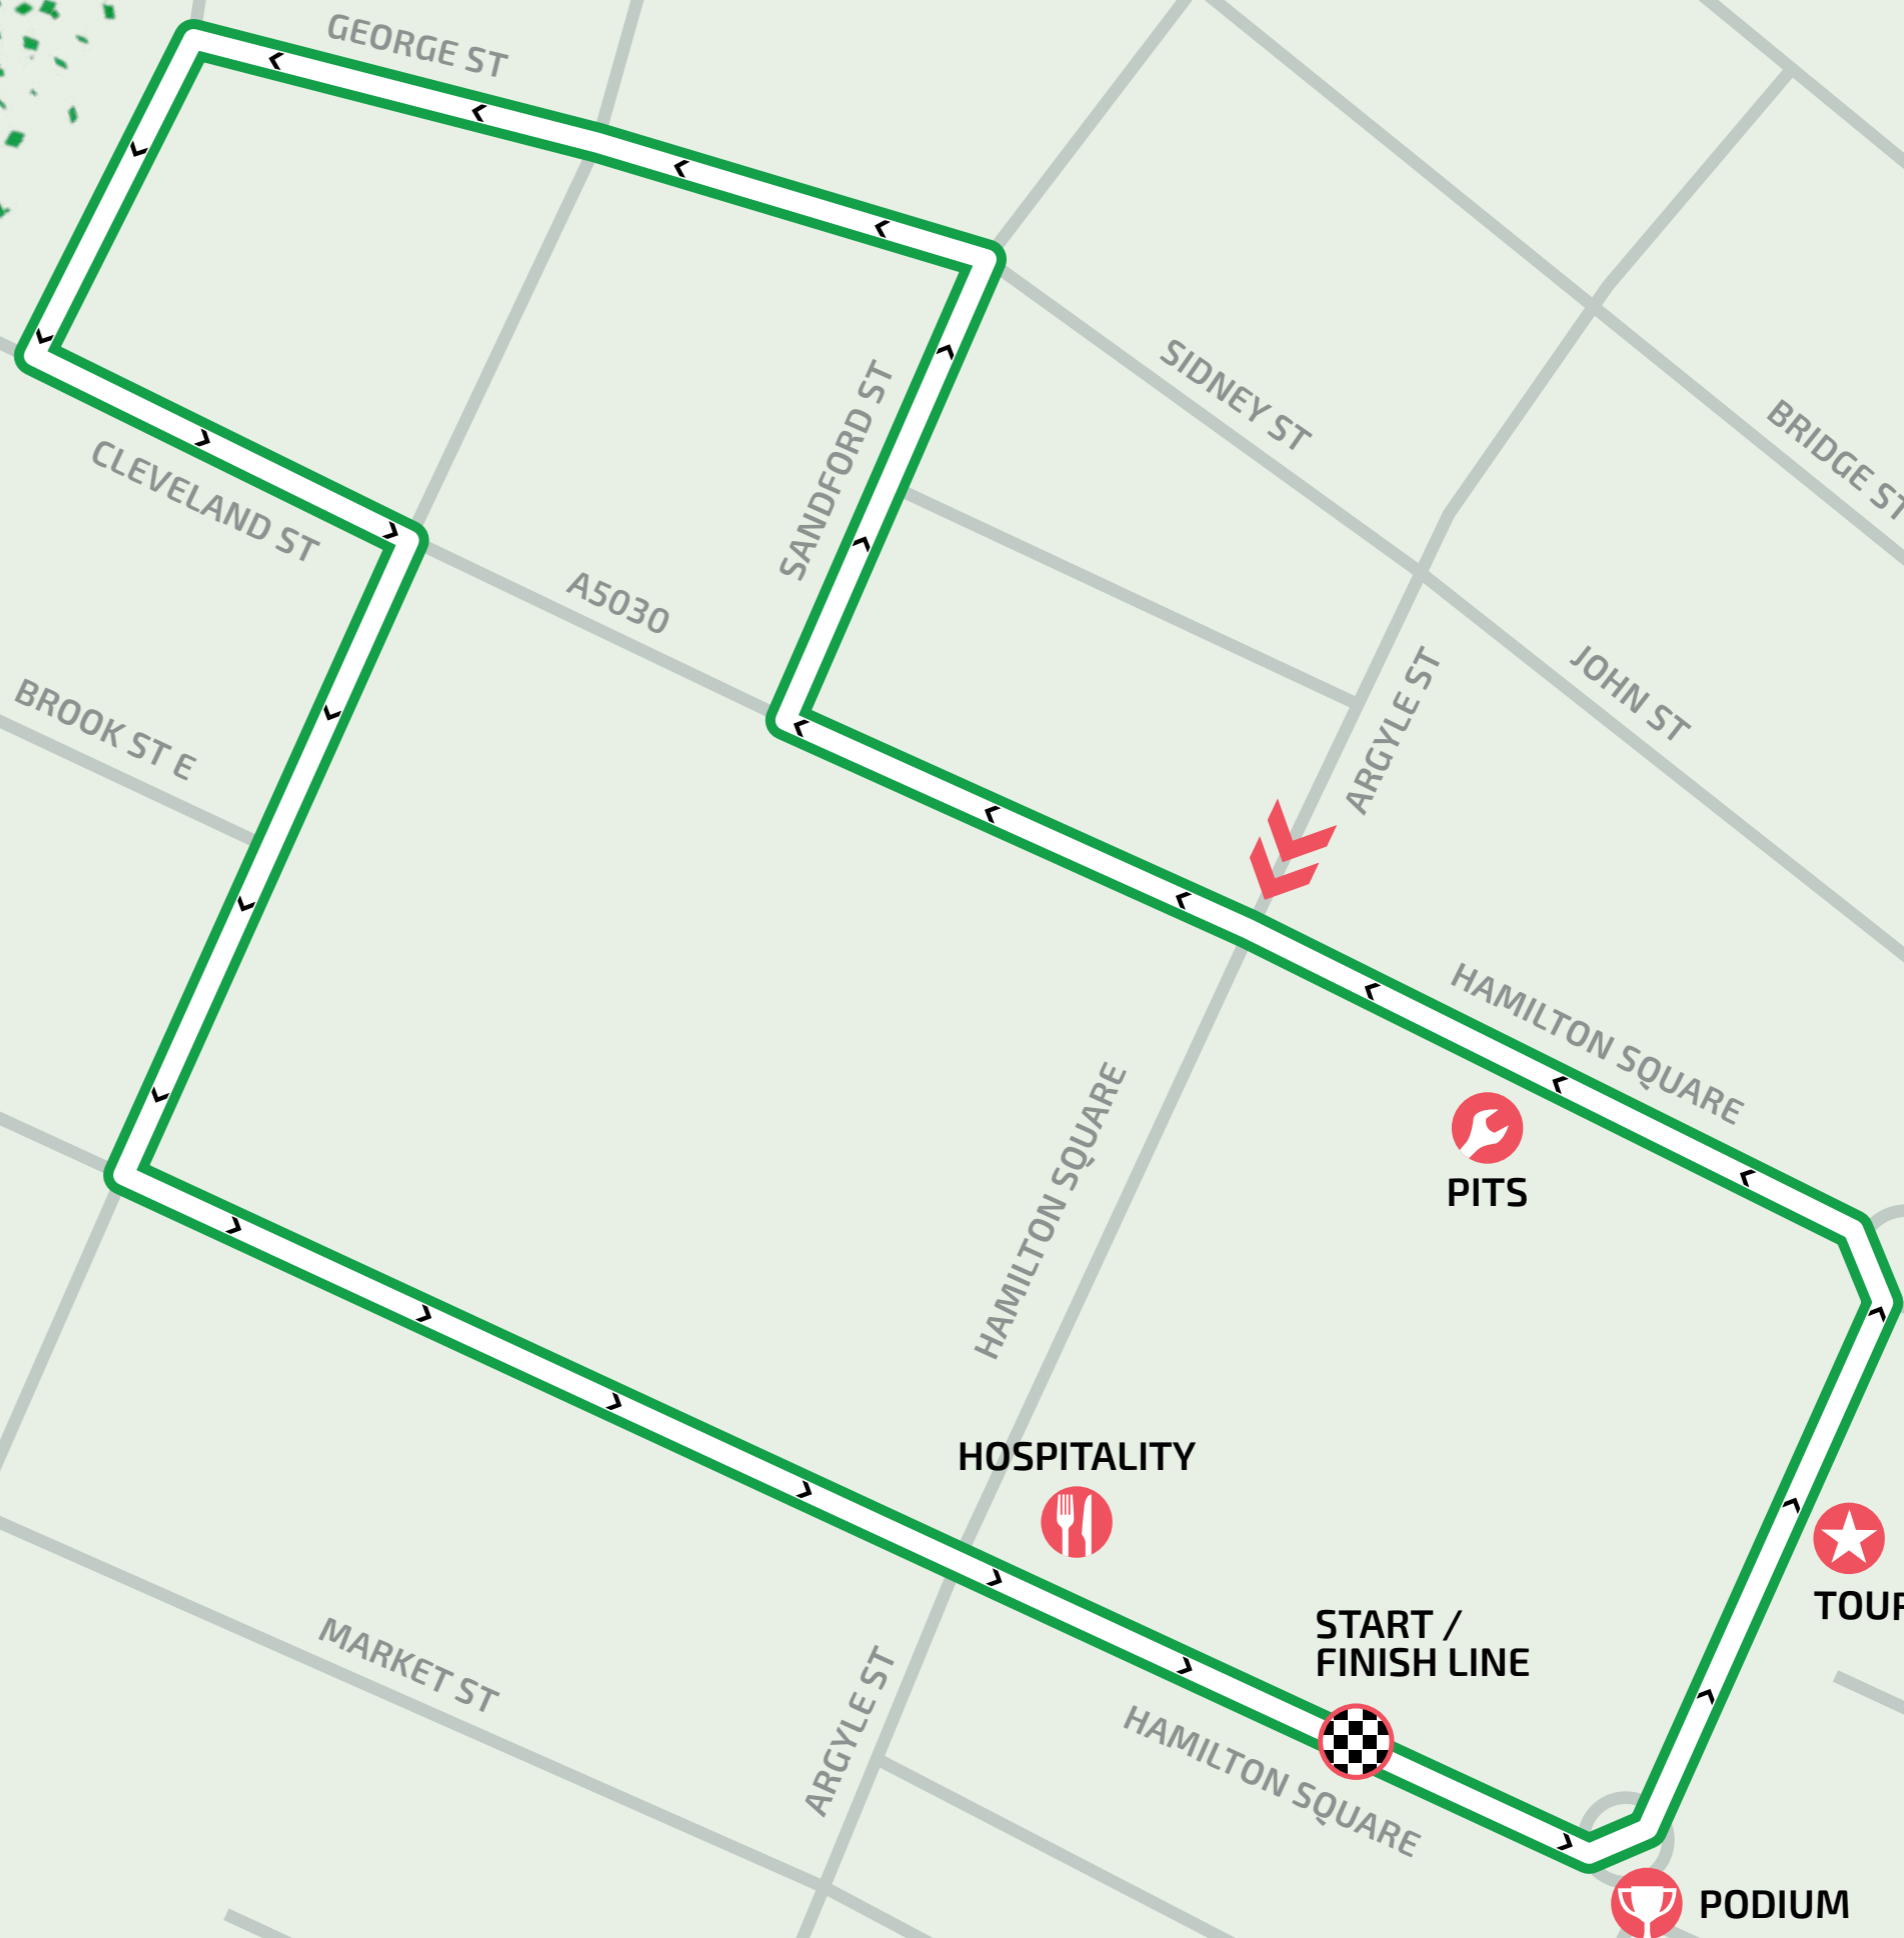 GEORGE ST
SANDFORD ST
SIDNEY ST
BRIDGE ST
CLEVELAND ST
A5030
BROOK ST E
ARGYLE ST
JOHN ST
HAMILTON SQUARE
PITS
HAMILTON SQUARE
HOSPITALITY
START /
FINISH LINE
MARKET ST
ARGYLE ST
HAMILTON SQUARE
PODIUM